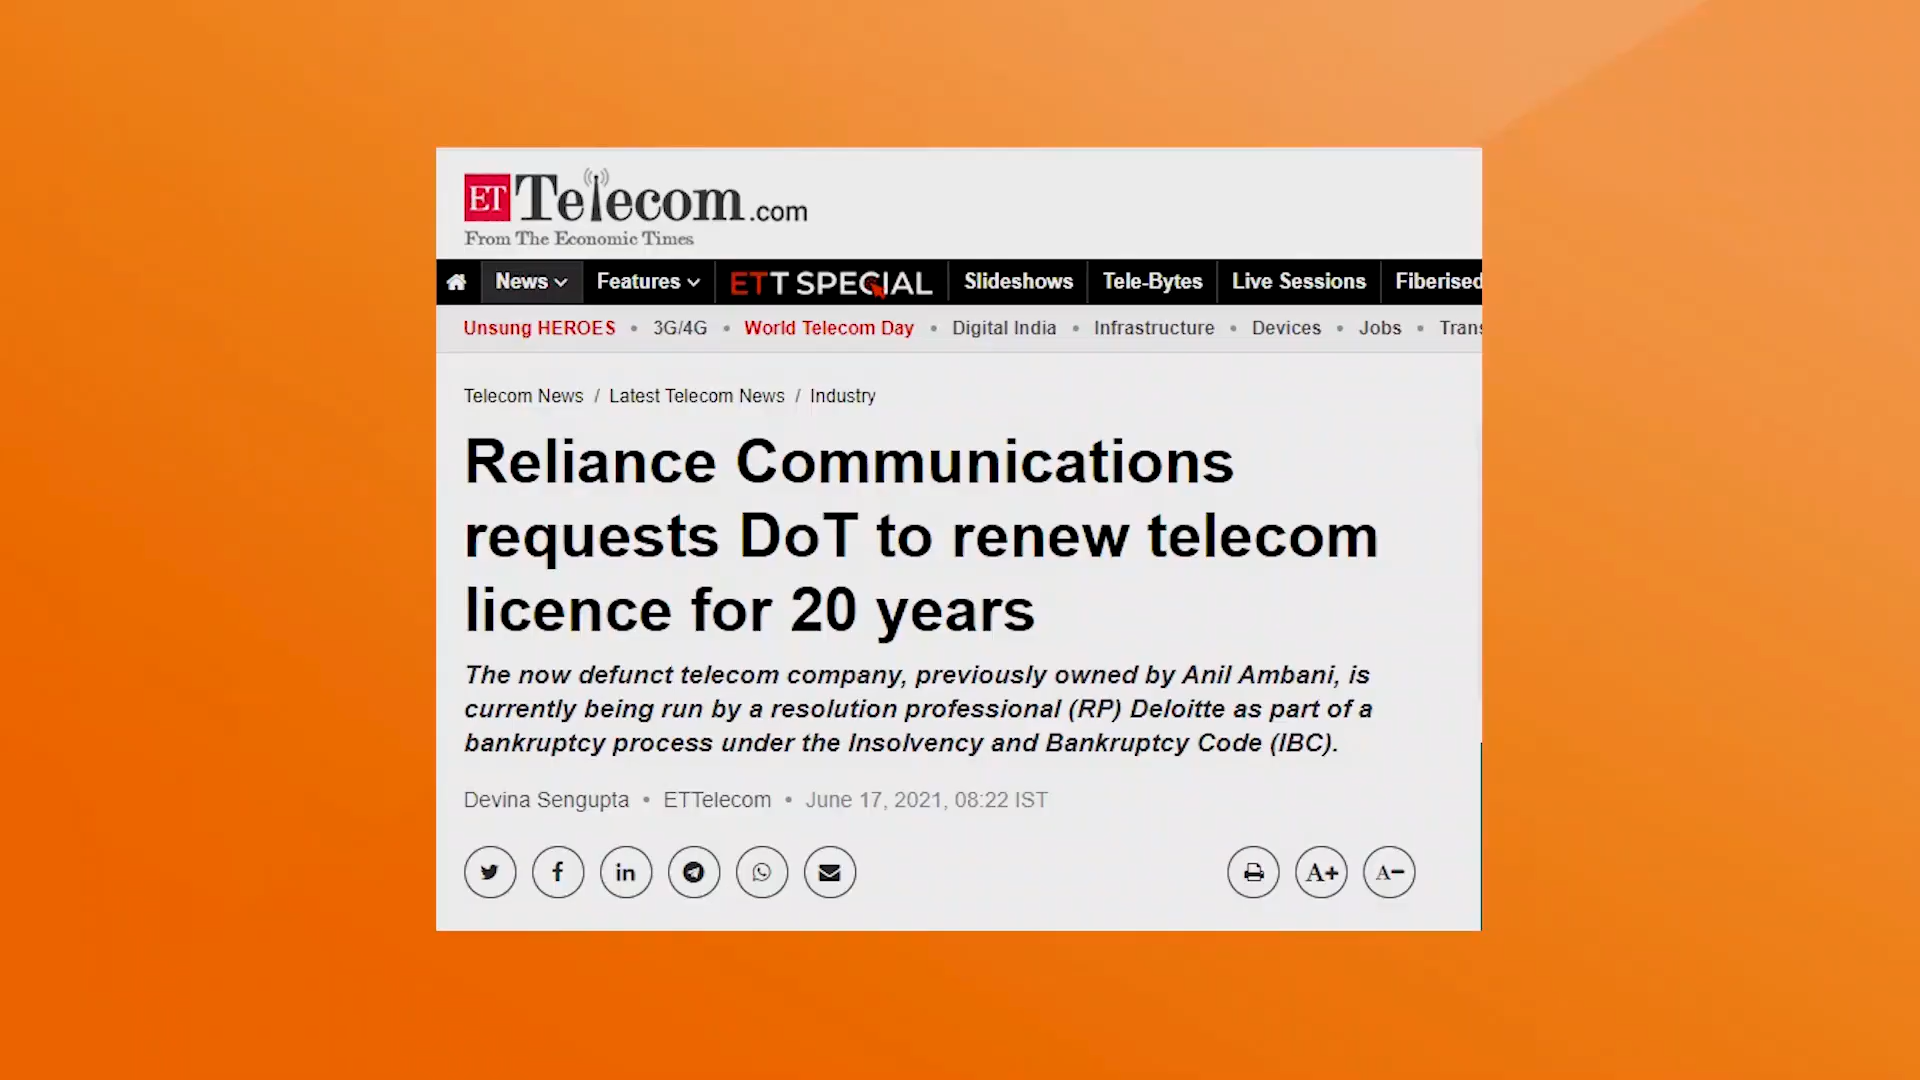 ET Telecom.com
From The Economic Times
News Features ETT SPECIAL Slideshows Tele-Bytes Live Sessions Fiberised
Unsung HEROES • 3G/4G • World Telecom Day • Digital India • Infrastructure • Devices • Jobs • Trans
Telecom News / Latest Telecom News / Industry
Reliance Communications
requests DoT to renew telecom
licence for 20 years
The now defunct telecom company, previously owned by Anil Ambani, is
currently being run by a resolution professional (RP) Deloitte as part of a
bankruptcy process under the Insolvency and Bankruptcy Code (IBC).
Devina Sengupta • ETTelecom • June 17, 2021, 08:22 IST
A+ A-